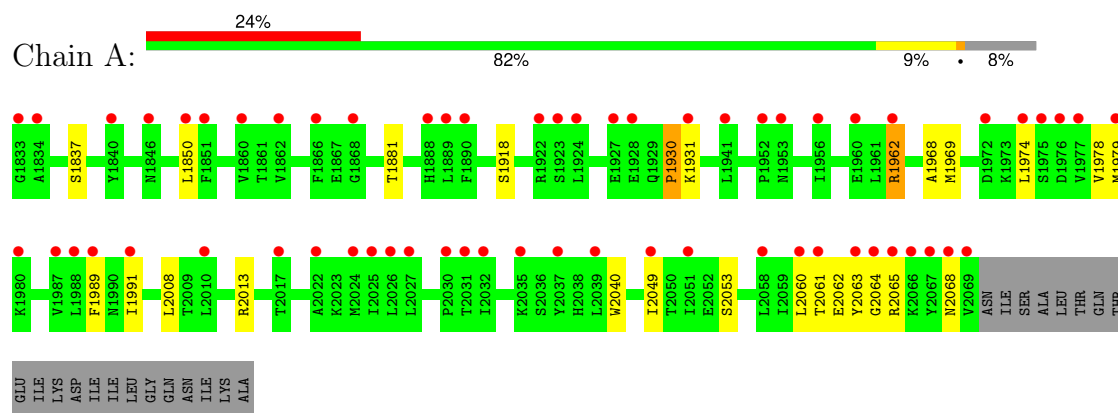 24%
Chain A:
82% 9% • 8%
G1833 A1834 S1837 Y1840 N1846 L1850 F1851 V1860 T1861 V1862 F1866 E1867 G1868 T1881 H1888 L1889 F1890 S1918 R1922 S1923 L1924 E1927 E1928 Q1929 P1930 K1931 L1941 P1952 N1953 I1956 E1960 L1961 R1962 A1968 M1969 D1972 K1973 L1974 S1975 D1976 V1977 V1978 M1979
K1980 V1987 L1988 F1989 N1990 I1991 L2008 T2009 L2010 R2013 T2017 A2022 K2023 M2024 I2025 L2026 L2027 P2030 T2031 I2032 K2035 S2036 Y2037 H2038 L2039 W2040 I2049 T2050 I2051 E2052 S2053 L2058 I2059 L2060 T2061 E2062 Y2063 G2064 R2065 K2066 Y2067 N2068 V2069 ASN ILE SER ALA LEU THR GLN THR
GLU ILE LYS ASP ILE ILE LEU GLY GLN ASN ILE LYS ALA